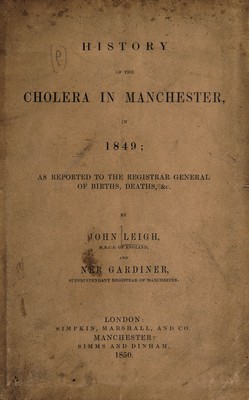 HISTORY
OF THE
CHOLERA IN MANCHESTER,
IN
1849;
AS REPORTED TO THE REGISTRAR GENERAL
OF BIRTHS, DEATHS, &c.
BY
JOHN LEIGH,
M.R.C.S. OF ENGLAND,
AND
NER GARDINER,
SUPERINTENDENT REGISTRAR OF MANCHESTER.
LONDON:
SIMPKIN, MARSHALL, AND CO.
MANCHESTER:
SIMMS AND DINHAM,
1850.